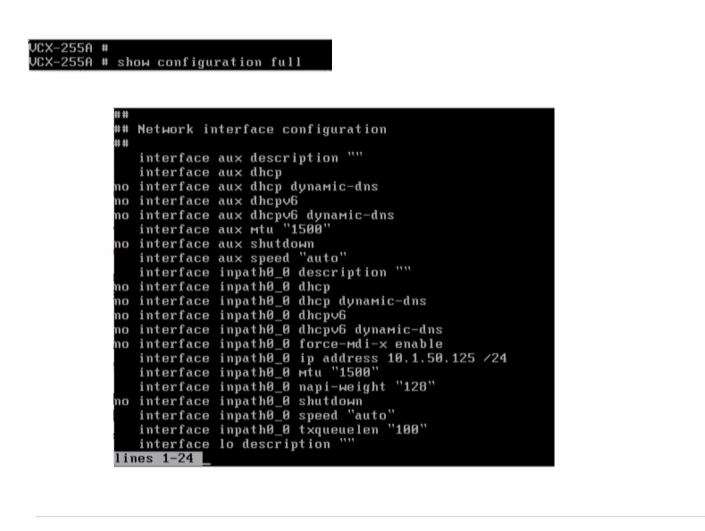 VCX-255A #
VCX-255A # show configuration full
##
## Network interface configuration
##
interface aux description ""
interface aux dhcp
no interface aux dhcp dynamic-dns
no interface aux dhcpv6
no interface aux dhcpv6 dynamic-dns
interface aux mtu "1500"
no interface aux shutdown
interface aux speed "auto"
interface inpath0_0 description ""
no interface inpath0_0 dhcp
no interface inpath0_0 dhcp dynamic-dns
no interface inpath0_0 dhcpv6
no interface inpath0_0 dhcpv6 dynamic-dns
no interface inpath0_0 force-mdi-x enable
interface inpath0_0 ip address 10.1.50.125 /24
interface inpath0_0 mtu "1500"
interface inpath0_0 napi-weight "128"
no interface inpath0_0 shutdown
interface inpath0_0 speed "auto"
interface inpath0_0 txqueuelen "100"
interface lo description ""
lines 1-24